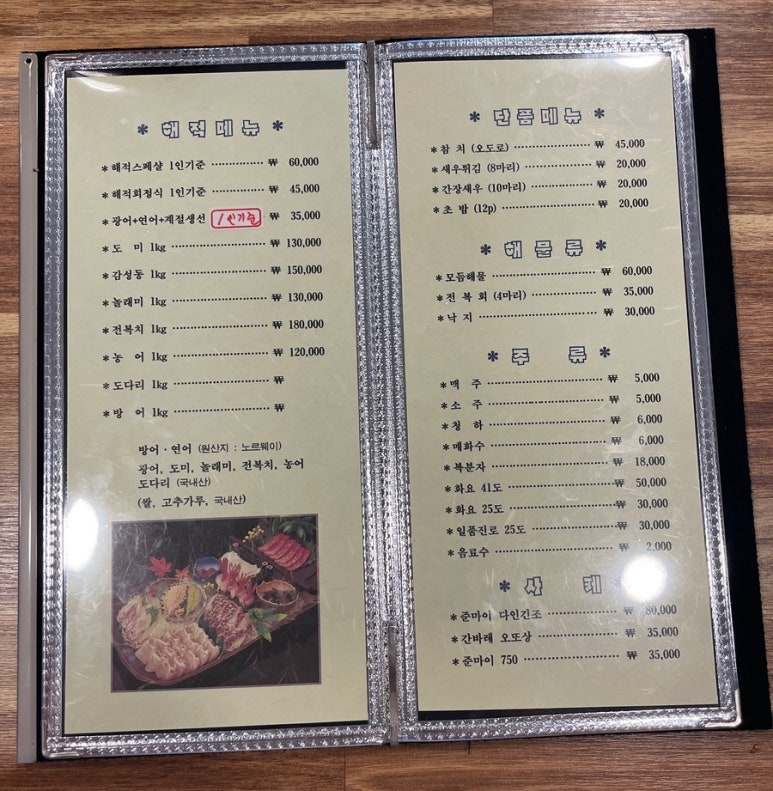 * 해적메뉴 *
* 해적스페샬 1인기준 ₩ 60,000
* 해적회정식 1인기준 ₩ 45,000
* 광어+연어+계절생선 1인기준 ₩ 35,000
* 도 미 1kg ₩ 130,000
* 감성돔 1kg ₩ 150,000
* 놀래미 1kg ₩ 130,000
* 전복치 1kg ₩ 180,000
* 농 어 1kg ₩ 120,000
* 도다리 1kg ₩
* 방 어 1kg ₩
방어 · 연어 (원산지 : 노르웨이)
광어, 도미, 놀래미, 전복치, 농어
도다리 (국내산)
(쌀, 고추가루, 국내산)
* 단품메뉴 *
* 참 치 (오도로) ₩ 45,000
* 새우튀김 (8마리) ₩ 20,000
* 간장새우 (10마리) ₩ 20,000
* 초 밥 (12p) ₩ 20,000
* 해물류 *
* 모듬해물 ₩ 60,000
* 전 복 회 (4마리) ₩ 35,000
* 낙 지 ₩ 30,000
* 주 류 *
* 맥 주 ₩ 5,000
* 소 주 ₩ 5,000
* 청 하 ₩ 6,000
* 매화수 ₩ 6,000
* 복분자 ₩ 18,000
* 화요 41도 ₩ 50,000
* 화요 25도 ₩ 30,000
* 일품진로 25도 ₩ 30,000
* 음료수 ₩ 2,000
* 사 케 *
* 준마이 다인긴조 ₩ 80,000
* 간바래 오또상 ₩ 35,000
* 준마이 750 ₩ 35,000